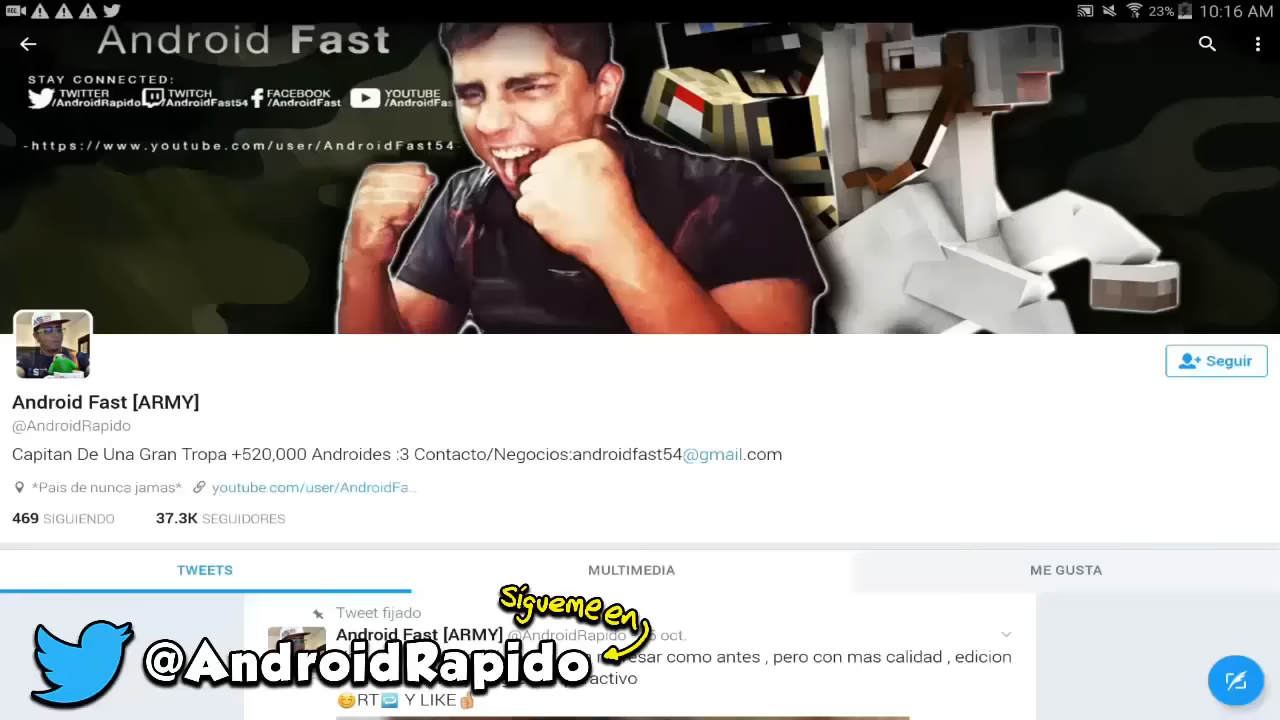 REC
23% 10:16 AM
Android Fast
STAY CONNECTED:
TWITTER
/AndroidRapido
TWITCH
/AndroidFast54
FACEBOOK
/AndroidFast
YOUTUBE
/AndroidFas
-https://www.youtube.com/user/AndroidFast54
Seguir
Android Fast [ARMY]
@AndroidRapido
Capitan De Una Gran Tropa +520,000 Androides :3 Contacto/Negocios:androidfast54@gmail.com
*Pais de nunca jamas* youtube.com/user/AndroidFa...
469 SIGUIENDO 37.3K SEGUIDORES
TWEETS MULTIMEDIA ME GUSTA
Sígueme en
Tweet fijado
Android Fast [ARMY] @AndroidRapido oct.
como antes , pero con mas calidad , edicion
@AndroidRapido
activo
😊RT🔁 Y LIKE👍